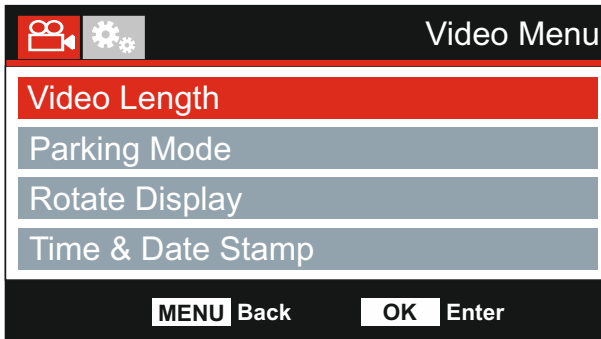 Video Menu
Video Length
Parking Mode
Rotate Display
Time & Date Stamp
MENU Back OK Enter